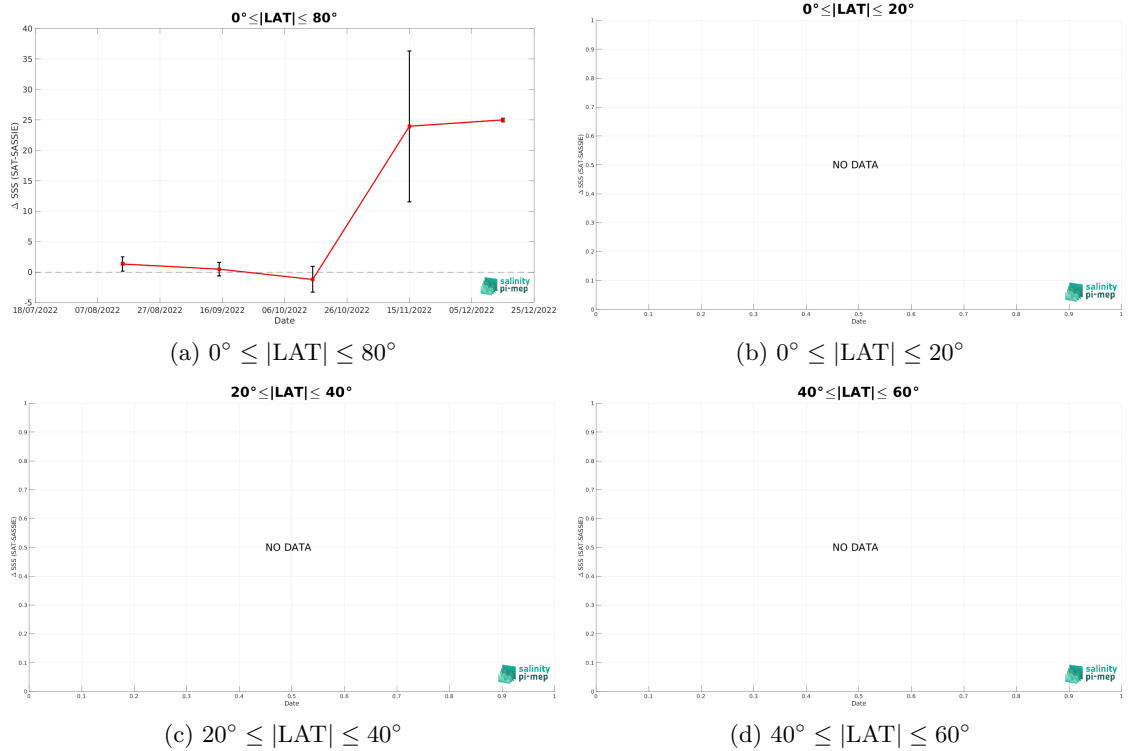 0°≤|LAT|≤ 80°
40
35
30
25
20
15
10
5
0
-5
Δ SSS (SAT-SASSIE)
18/07/2022 07/08/2022 27/08/2022 16/09/2022 06/10/2022 26/10/2022 15/11/2022 05/12/2022 25/12/2022
Date
salinity
pi-mep
(a) 0° ≤ |LAT| ≤ 80°
0°≤|LAT|≤ 20°
1
0.9
0.8
0.7
0.6
0.5
0.4
0.3
0.2
0.1
0
Δ SSS (SAT-SASSIE)
NO DATA
0 0.1 0.2 0.3 0.4 0.5 0.6 0.7 0.8 0.9 1
Date
salinity
pi-mep
(b) 0° ≤ |LAT| ≤ 20°
20°≤|LAT|≤ 40°
1
0.9
0.8
0.7
0.6
0.5
0.4
0.3
0.2
0.1
0
Δ SSS (SAT-SASSIE)
NO DATA
0 0.1 0.2 0.3 0.4 0.5 0.6 0.7 0.8 0.9 1
Date
salinity
pi-mep
(c) 20° ≤ |LAT| ≤ 40°
40°≤|LAT|≤ 60°
1
0.9
0.8
0.7
0.6
0.5
0.4
0.3
0.2
0.1
0
Δ SSS (SAT-SASSIE)
NO DATA
0 0.1 0.2 0.3 0.4 0.5 0.6 0.7 0.8 0.9 1
Date
salinity
pi-mep
(d) 40° ≤ |LAT| ≤ 60°